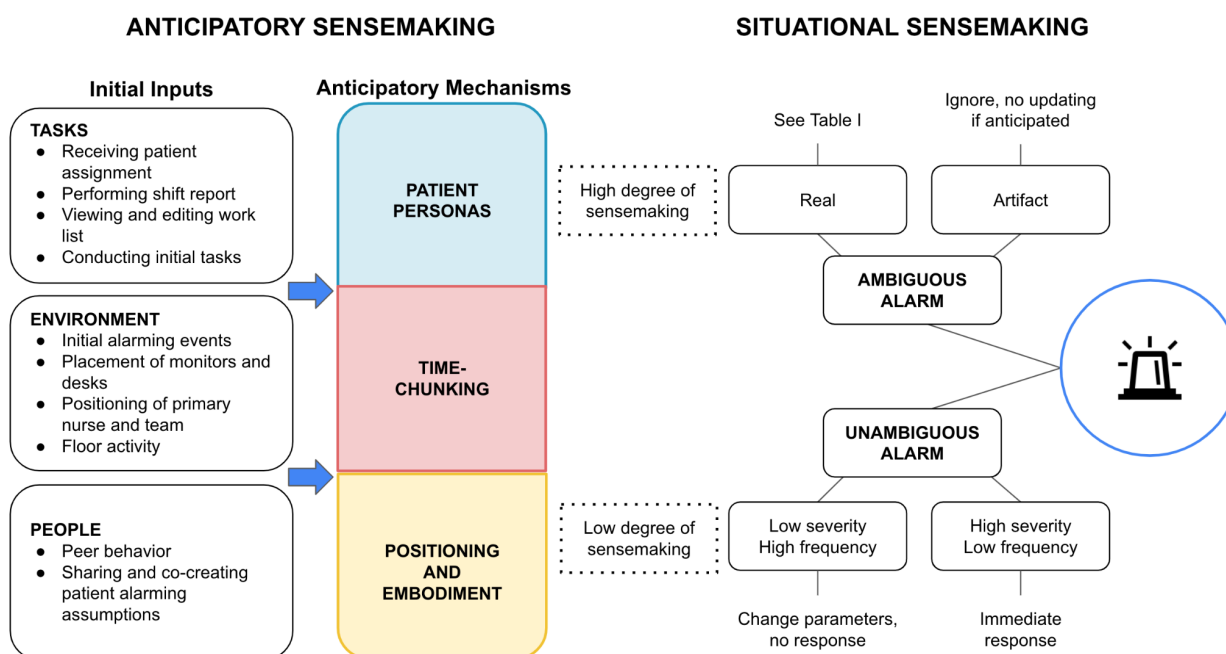 ANTICIPATORY SENSEMAKING
Initial Inputs
TASKS
● Receiving patient
assignment
● Performing shift report
● Viewing and editing work
list
● Conducting initial tasks
ENVIRONMENT
● Initial alarming events
● Placement of monitors and
desks
● Positioning of primary
nurse and team
● Floor activity
PEOPLE
● Peer behavior
● Sharing and co-creating
patient alarming
assumptions
Anticipatory Mechanisms
PATIENT
PERSONAS
TIME-
CHUNKING
POSITIONING
AND
EMBODIMENT
SITUATIONAL SENSEMAKING
High degree of
sensemaking
See Table I
Real
Ignore, no updating
if anticipated
Artifact
AMBIGUOUS
ALARM
UNAMBIGUOUS
ALARM
Low degree of
sensemaking
Low severity
High frequency
Change parameters,
no response
High severity
Low frequency
Immediate
response